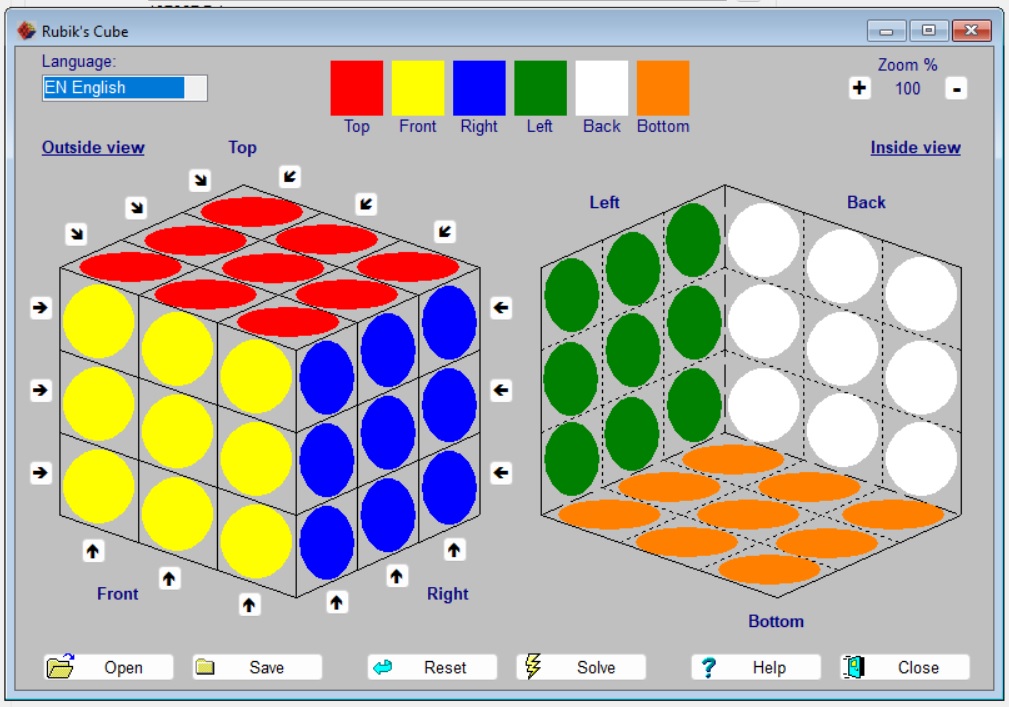 Rubik's Cube
Language:
EN English
Top Front Right Left Back Bottom
Zoom %
+ 100 -
Outside view
Top
Inside view
Left
Back
Front
Right
Bottom
Open Save Reset Solve Help Close